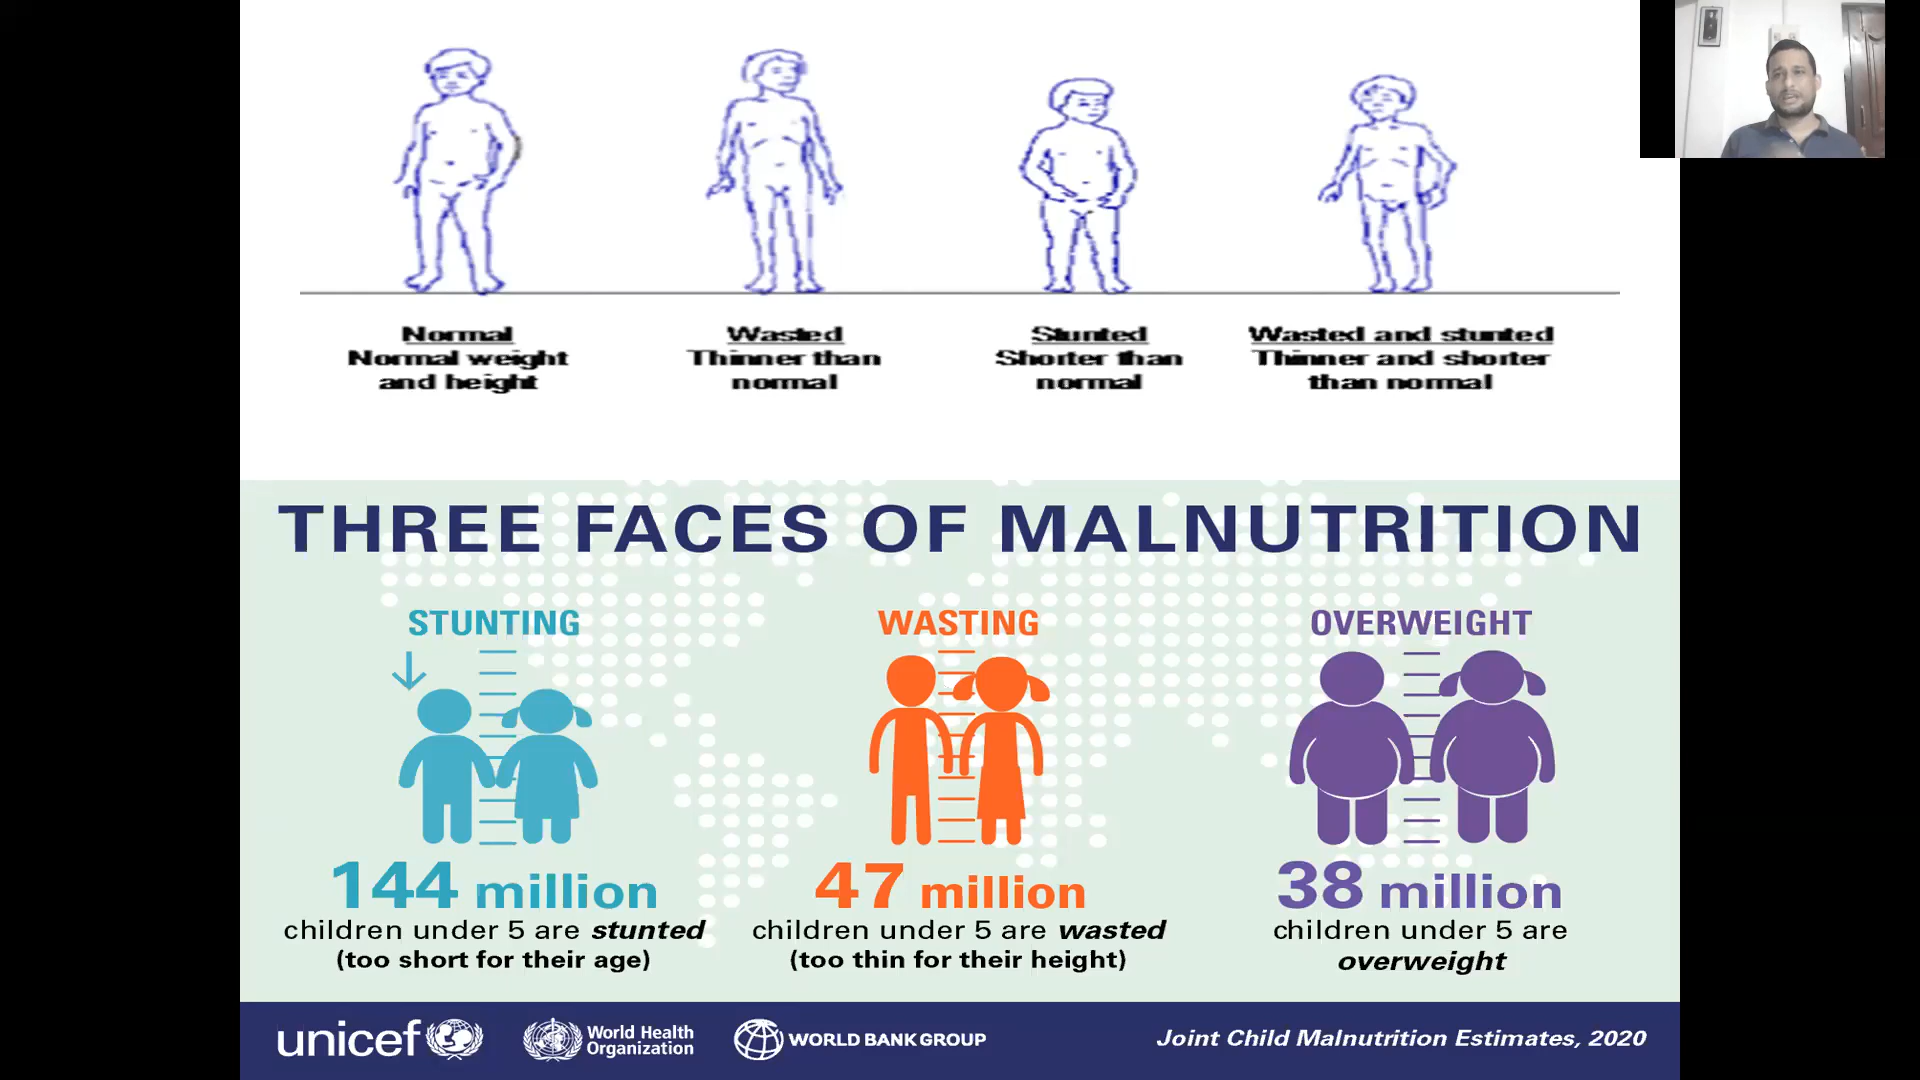 Normal
Normal weight
and height
Wasted
Thinner than
normal
Stunted
Shorter than
normal
Wasted and stunted
Thinner and shorter
than normal
THREE FACES OF MALNUTRITION
STUNTING
144 million
children under 5 are stunted
(too short for their age)
WASTING
47 million
children under 5 are wasted
(too thin for their height)
OVERWEIGHT
38 million
children under 5 are
overweight
unicef
World Health
Organization
WORLD BANK GROUP
Joint Child Malnutrition Estimates, 2020